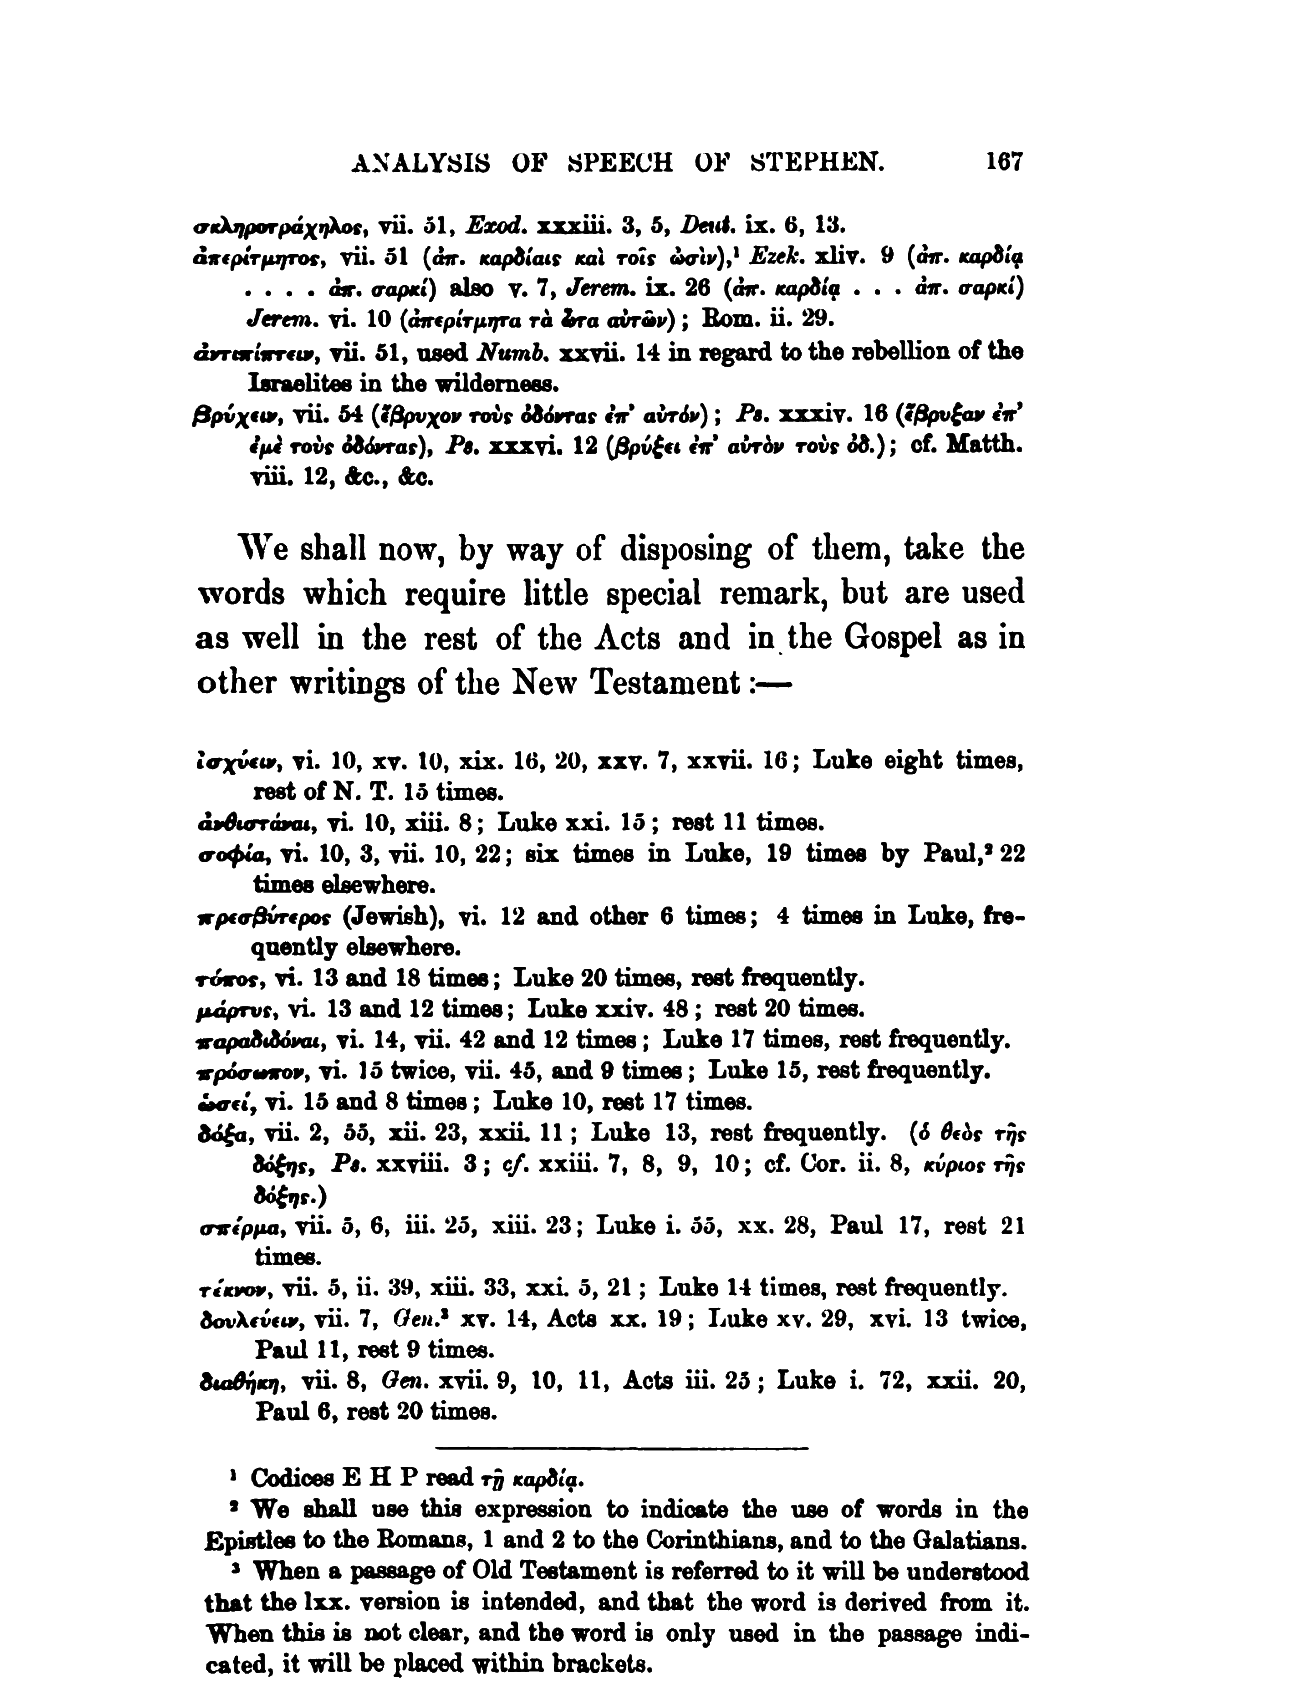 ANALYSIS OF SPEECH OF STEPHEN. 167
σκληροτράχηλος, vii. 51, Exod. xxxiii. 3, 5, Deut. ix. 6, 13.
ἀπερίτμητος, vii. 51 (ἀπ. καρδίαις καὶ τοῖς ὠσὶν),¹ Ezek. xliv. 9 (ἀπ. καρδίᾳ
. . . . ἀπ. σαρκί) also v. 7, Jerem. ix. 26 (ἀπ. καρδίᾳ . . . ἀπ. σαρκί)
Jerem. vi. 10 (ἀπερίτμητα τὰ ὦτα αὐτῶν) ; Rom. ii. 29.
ἀντιπίπτειν, vii. 51, used Numb. xxvii. 14 in regard to the rebellion of the
Israelites in the wilderness.
βρύχειν, vii. 54 (ἔβρυχον τοὺς ὀδόντας ἐπ’ αὐτόν) ; Ps. xxxiv. 16 (ἔβρυξαν ἐπ’
ἐμὲ τοὺς ὀδόντας), Ps. xxxvi. 12 (βρύξει ἐπ’ αὐτὸν τοὺς ὀδ.) ; cf. Matth.
viii. 12, &c., &c.
We shall now, by way of disposing of them, take the
words which require little special remark, but are used
as well in the rest of the Acts and in the Gospel as in
other writings of the New Testament :—
ἰσχύειν, vi. 10, xv. 10, xix. 16, 20, xxv. 7, xxvii. 16 ; Luke eight times,
rest of N. T. 15 times.
ἀνθιστάναι, vi. 10, xiii. 8 ; Luke xxi. 15 ; rest 11 times.
σοφία, vi. 10, 3, vii. 10, 22 ; six times in Luke, 19 times by Paul,² 22
times elsewhere.
πρεσβύτερος (Jewish), vi. 12 and other 6 times ; 4 times in Luke, fre-
quently elsewhere.
τόπος, vi. 13 and 18 times ; Luke 20 times, rest frequently.
μάρτυς, vi. 13 and 12 times ; Luke xxiv. 48 ; rest 20 times.
παραδιδόναι, vi. 14, vii. 42 and 12 times ; Luke 17 times, rest frequently.
πρόσωπον, vi. 15 twice, vii. 45, and 9 times ; Luke 15, rest frequently.
ὡσεί, vi. 15 and 8 times ; Luke 10, rest 17 times.
δόξα, vii. 2, 55, xii. 23, xxii. 11 ; Luke 13, rest frequently. (ὁ θεὸς τῆς
δόξης, Ps. xxviii. 3 ; cf. xxiii. 7, 8, 9, 10 ; cf. Cor. ii. 8, κύριος τῆς
δόξης.)
σπέρμα, vii. 5, 6, iii. 25, xiii. 23 ; Luke i. 55, xx. 28, Paul 17, rest 21
times.
τέκνον, vii. 5, ii. 39, xiii. 33, xxi. 5, 21 ; Luke 14 times, rest frequently.
δουλεύειν, vii. 7, Gen.³ xv. 14, Acts xx. 19 ; Luke xv. 29, xvi. 13 twice,
Paul 11, rest 9 times.
διαθήκη, vii. 8, Gen. xvii. 9, 10, 11, Acts iii. 25 ; Luke i. 72, xxii. 20,
Paul 6, rest 20 times.
¹ Codices E H P read τῇ καρδίᾳ.
² We shall use this expression to indicate the use of words in the
Epistles to the Romans, 1 and 2 to the Corinthians, and to the Galatians.
³ When a passage of Old Testament is referred to it will be understood
that the lxx. version is intended, and that the word is derived from it.
When this is not clear, and the word is only used in the passage indi-
cated, it will be placed within brackets.